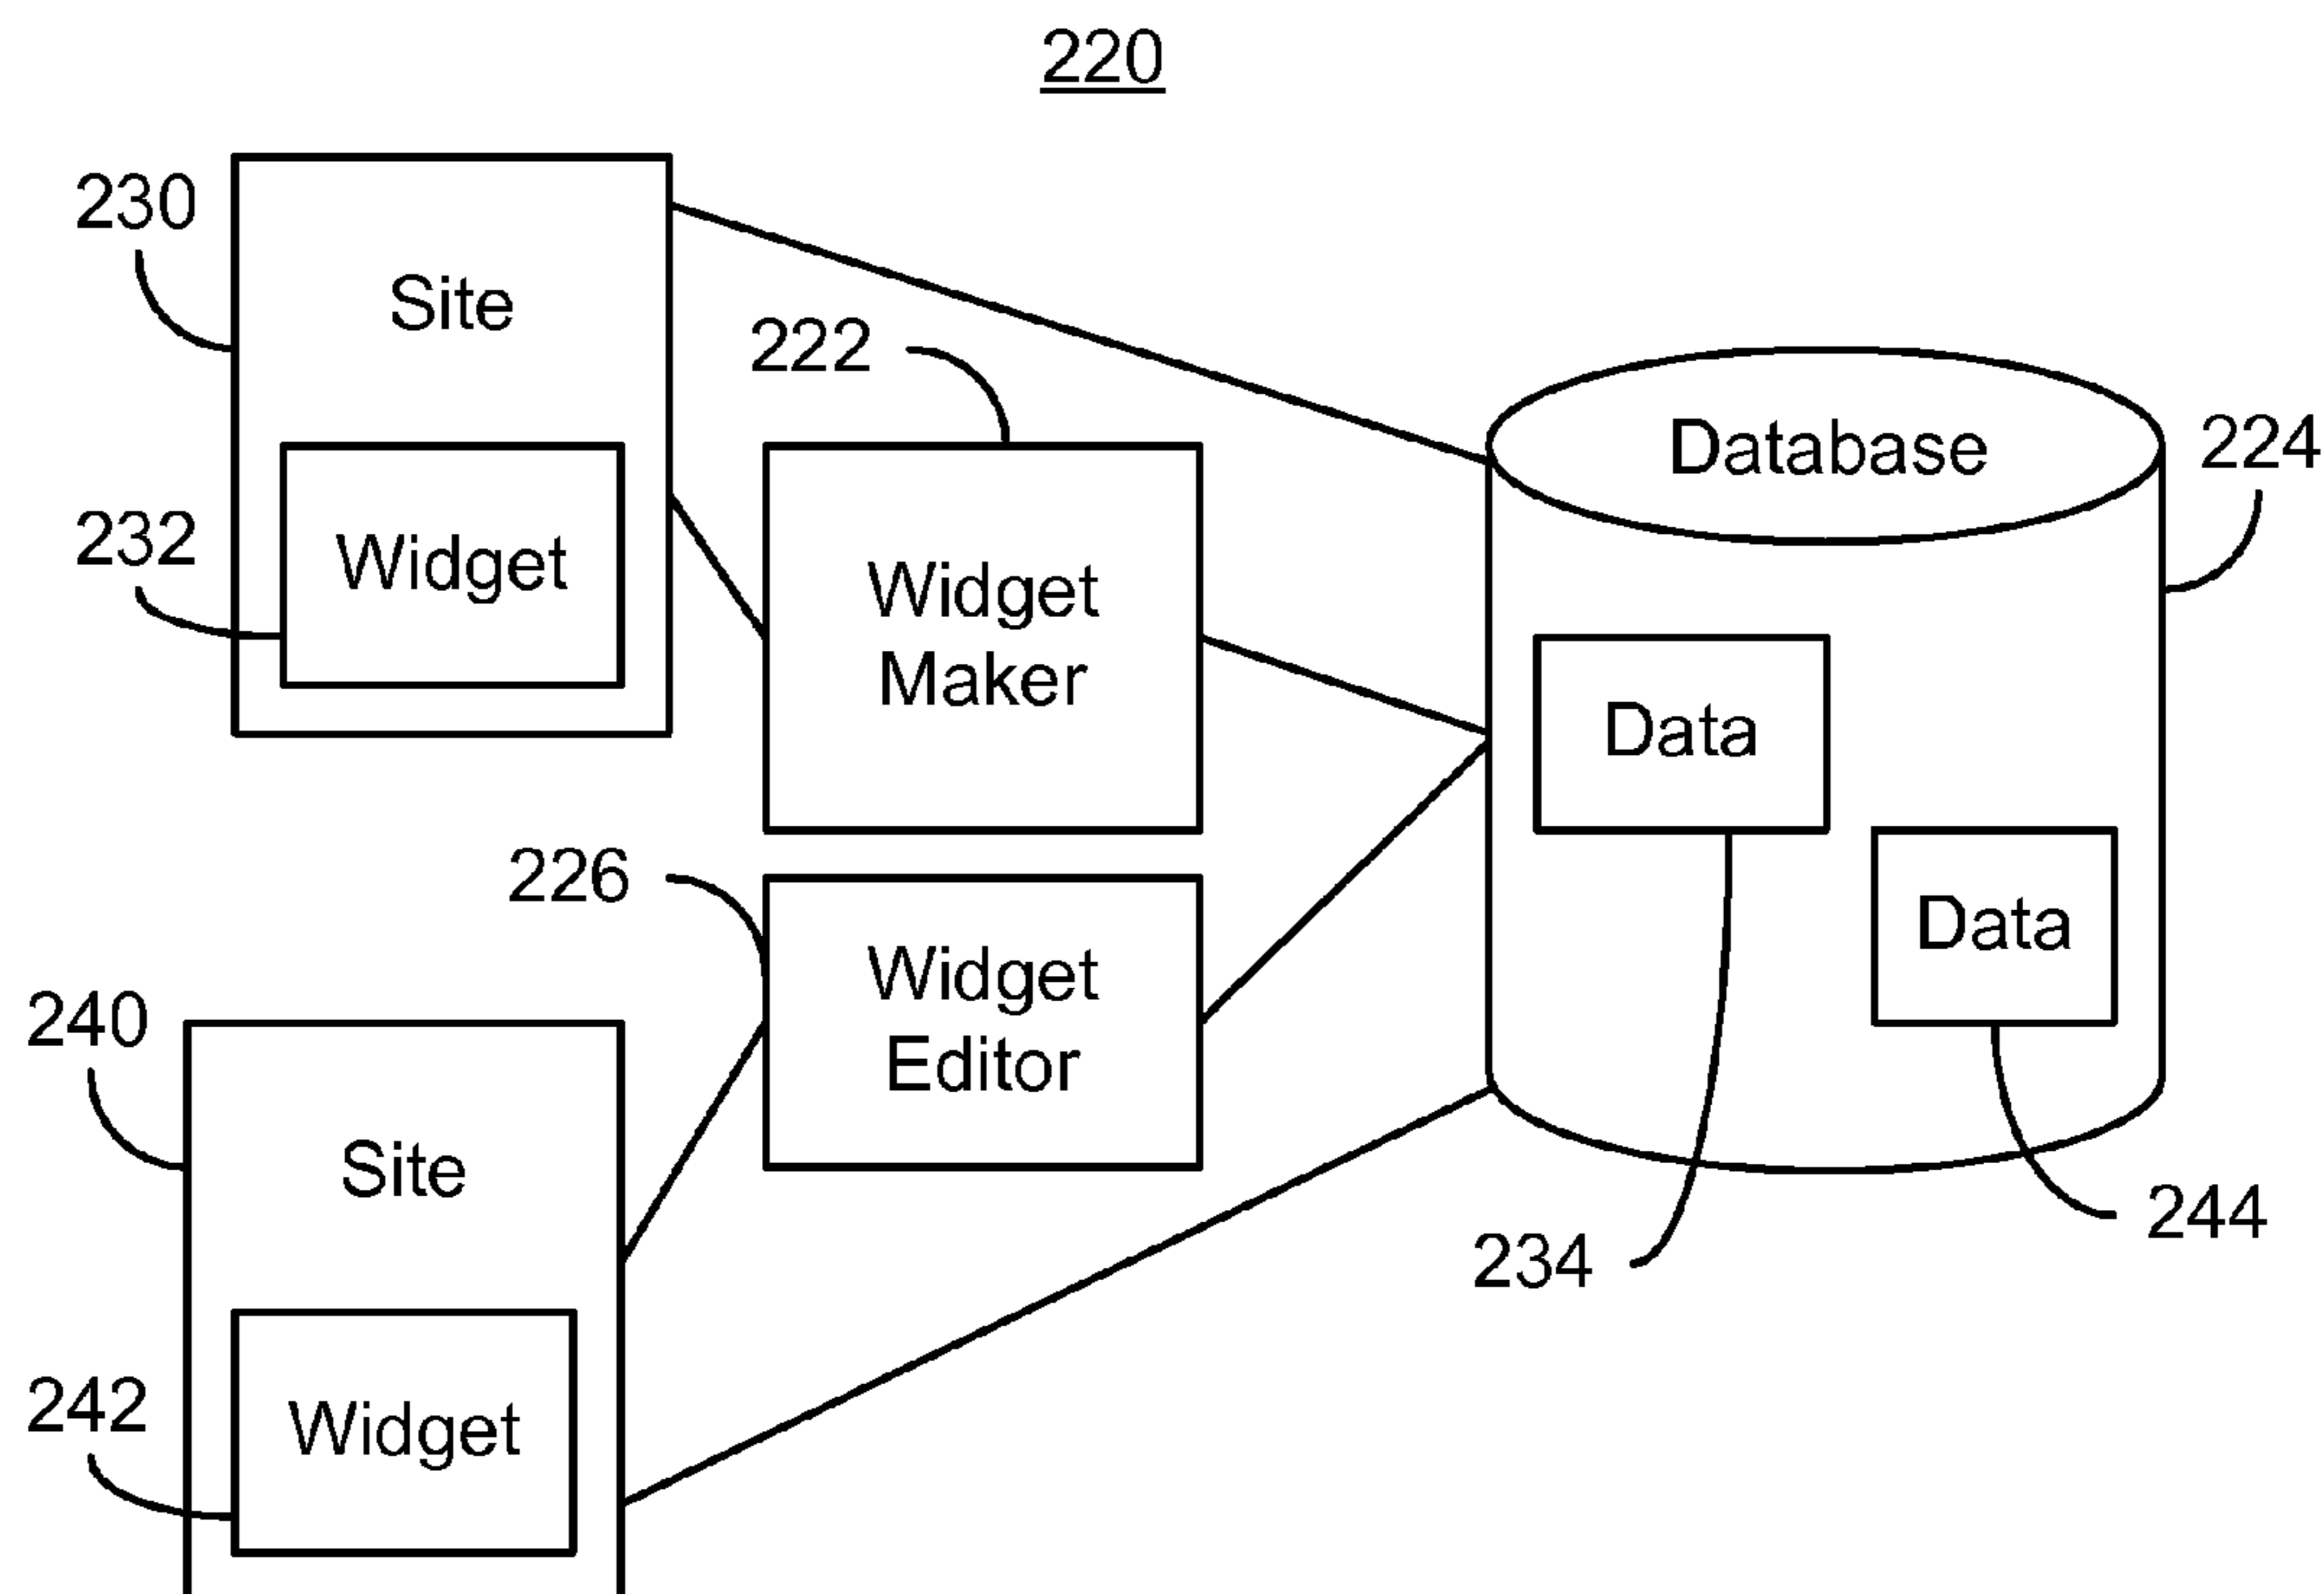 220
230
Site
222
Database
224
232
Widget
Widget
Maker
Data
226
Data
Widget
Editor
240
Site
244
234
242
Widget